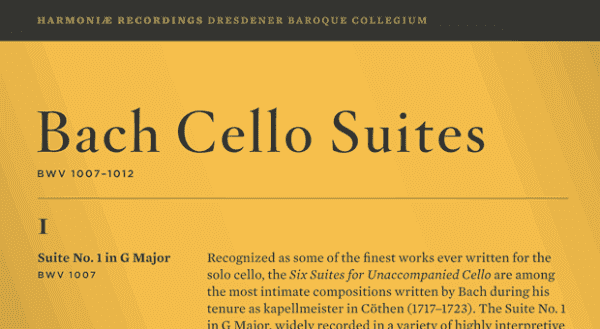 HARMONIÆ RECORDINGS DRESDENER BAROQUE COLLEGIUM
Bach Cello Suites
BWV 1007–1012
I
Suite No. 1 in G Major
BWV 1007
Recognized as some of the finest works ever written for the
solo cello, the Six Suites for Unaccompanied Cello are among
the most intimate compositions written by Bach during his
tenure as kapellmeister in Cöthen (1717–1723). The Suite No. 1
in G Major, widely recorded in a variety of highly interpretive